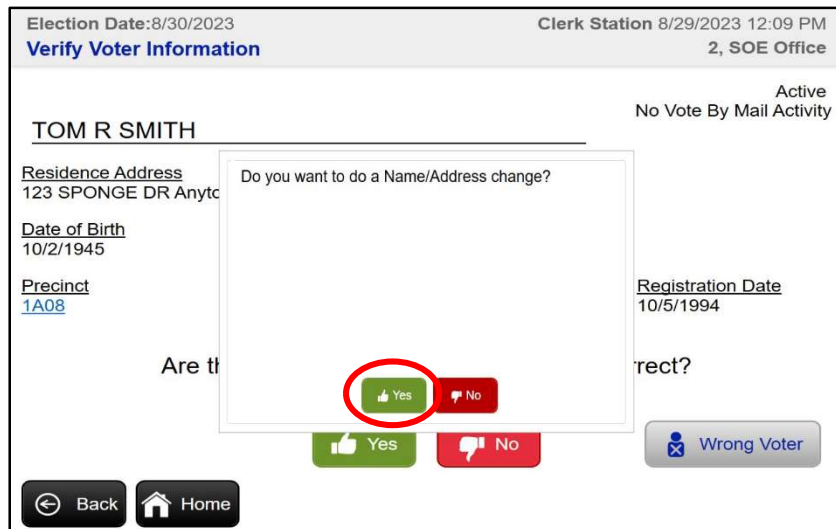 Election Date:8/30/2023
Clerk Station 8/29/2023 12:09 PM
Verify Voter Information
2, SOE Office
Active
No Vote By Mail Activity
TOM R SMITH
Residence Address
123 SPONGE DR Anyto
Do you want to do a Name/Address change?
Date of Birth
10/2/1945
Precinct
1A08
Registration Date
10/5/1994
Are th
rrect?
Yes
No
Yes
No
Wrong Voter
Back
Home